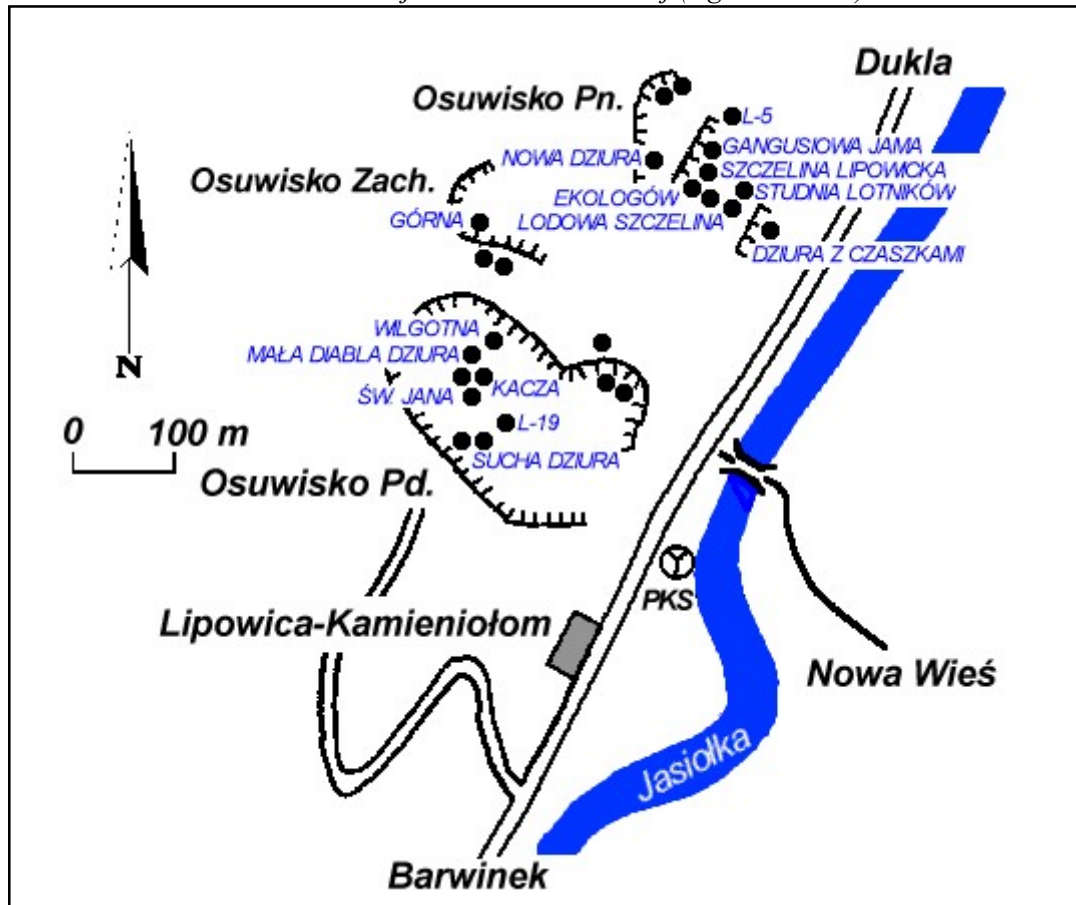 Dukla
Osuwisko Pn.
L-5
GANGUSIOWA JAMA
NOWA DZIURA
SZCZELINA LIPOWICKA
Osuwisko Zach.
EKOLOGÓW
STUDNIA LOTNIKÓW
GÓRNA
LODOWA SZCZELINA
DZIURA Z CZASZKAMI
WILGOTNA
MAŁA DIABLA DZIURA
N
ŚW. JANA
KACZA
0 100 m
L-19
SUCHA DZIURA
Osuwisko Pd.
PKS
Lipowica-Kamieniołom
Nowa Wieś
Jasiołka
Barwinek